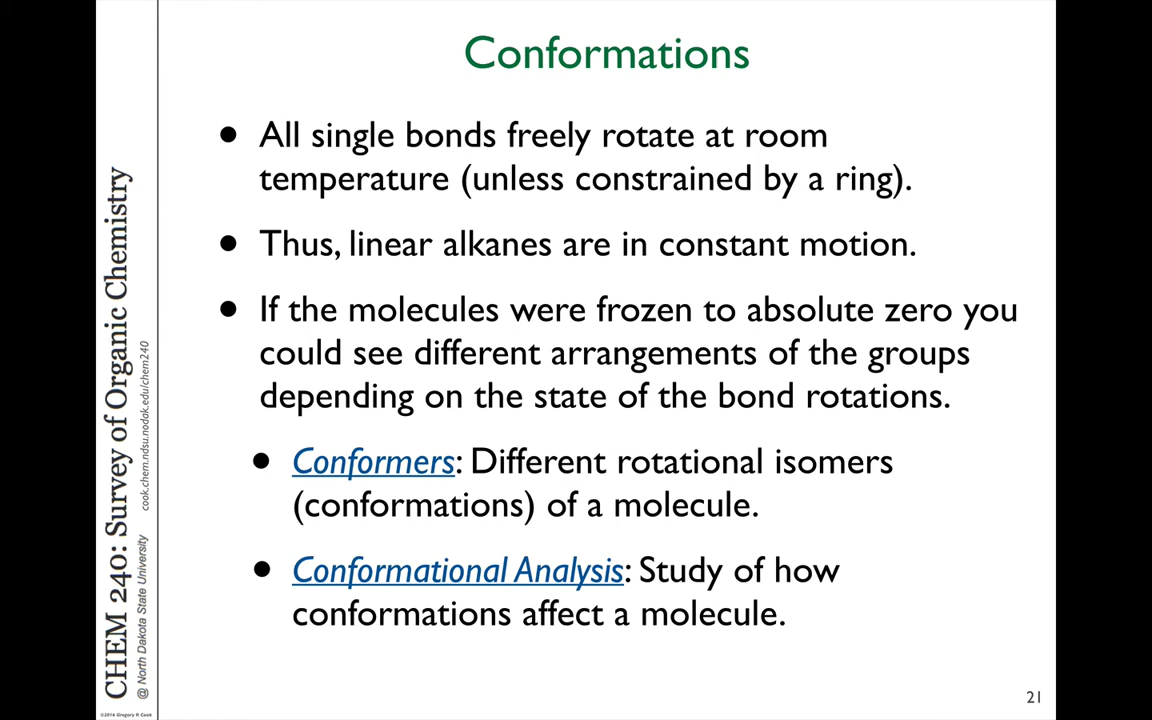 Conformations
• All single bonds freely rotate at room
temperature (unless constrained by a ring).
• Thus, linear alkanes are in constant motion.
• If the molecules were frozen to absolute zero you
could see different arrangements of the groups
depending on the state of the bond rotations.
• Conformers: Different rotational isomers
(conformations) of a molecule.
• Conformational Analysis: Study of how
conformations affect a molecule.
CHEM 240: Survey of Organic Chemistry
@ North Dakota State University cook.chem.ndsu.nodak.edu/chem240
©2016 Gregory R Cook
21